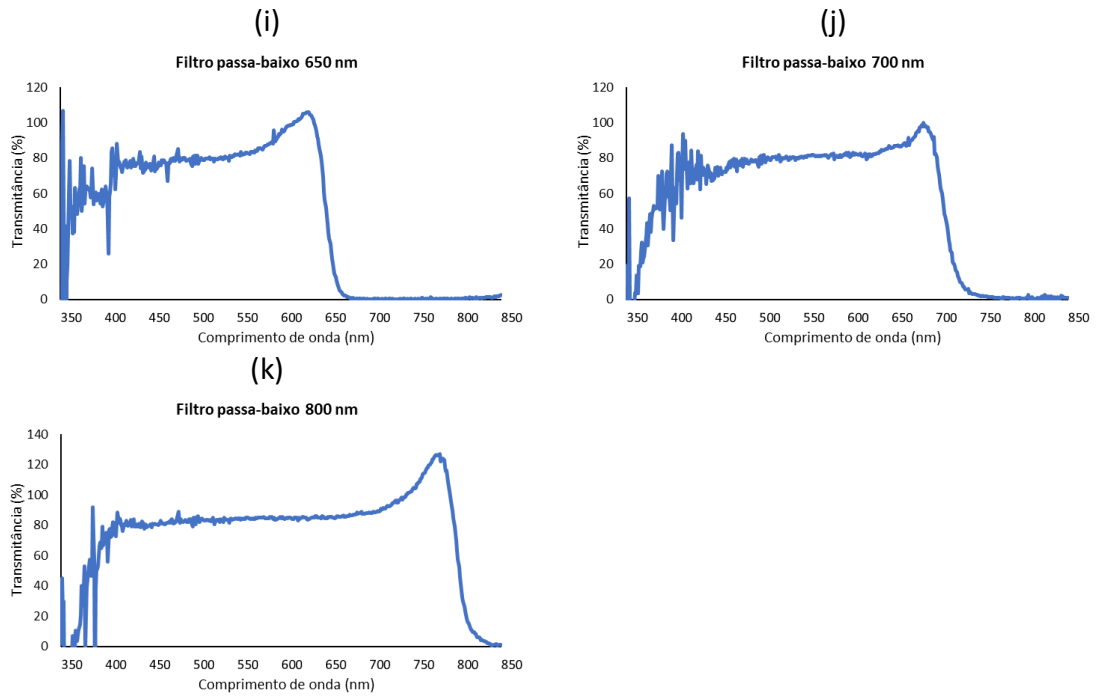 (i)
Filtro passa-baixo 650 nm
Transmitância (%)
120
100
80
60
40
20
0
350 400 450 500 550 600 650 700 750 800 850
Comprimento de onda (nm)
(j)
Filtro passa-baixo 700 nm
Transmitância (%)
120
100
80
60
40
20
0
350 400 450 500 550 600 650 700 750 800 850
Comprimento de onda (nm)
(k)
Filtro passa-baixo 800 nm
Transmitância (%)
140
120
100
80
60
40
20
0
350 400 450 500 550 600 650 700 750 800 850
Comprimento de onda (nm)